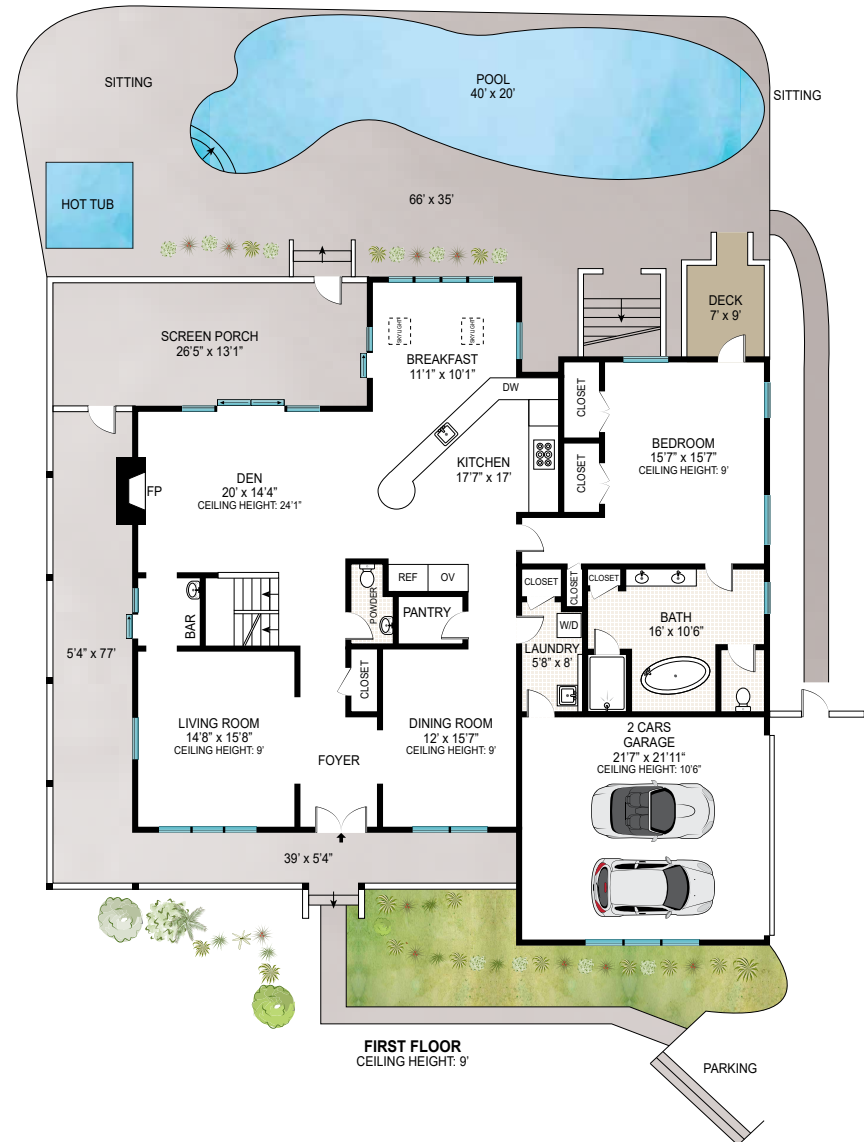 SITTING
POOL
40' x 20'
SITTING
HOT TUB
66' x 35'
DECK
7' x 9'
SCREEN PORCH
26'5" x 13'1"
SKYLIGHT
SKYLIGHT
BREAKFAST
11'1" x 10'1"
DW
CLOSET
BEDROOM
15'7" x 15'7"
CEILING HEIGHT: 9'
CLOSET
KITCHEN
17'7" x 17'
DEN
20' x 14'4"
CEILING HEIGHT: 24'1"
FP
REF
OV
POWDER
PANTRY
CLOSET
CLOSET
CLOSET
BAR
W/D
BATH
16' x 10'6"
LAUNDRY
5'8" x 8'
5'4" x 77'
CLOSET
LIVING ROOM
14'8" x 15'8"
CEILING HEIGHT: 9'
FOYER
DINING ROOM
12' x 15'7"
CEILING HEIGHT: 9'
2 CARS
GARAGE
21'7" x 21'11"
CEILING HEIGHT: 10'6"
39' x 5'4"
FIRST FLOOR
CEILING HEIGHT: 9'
PARKING